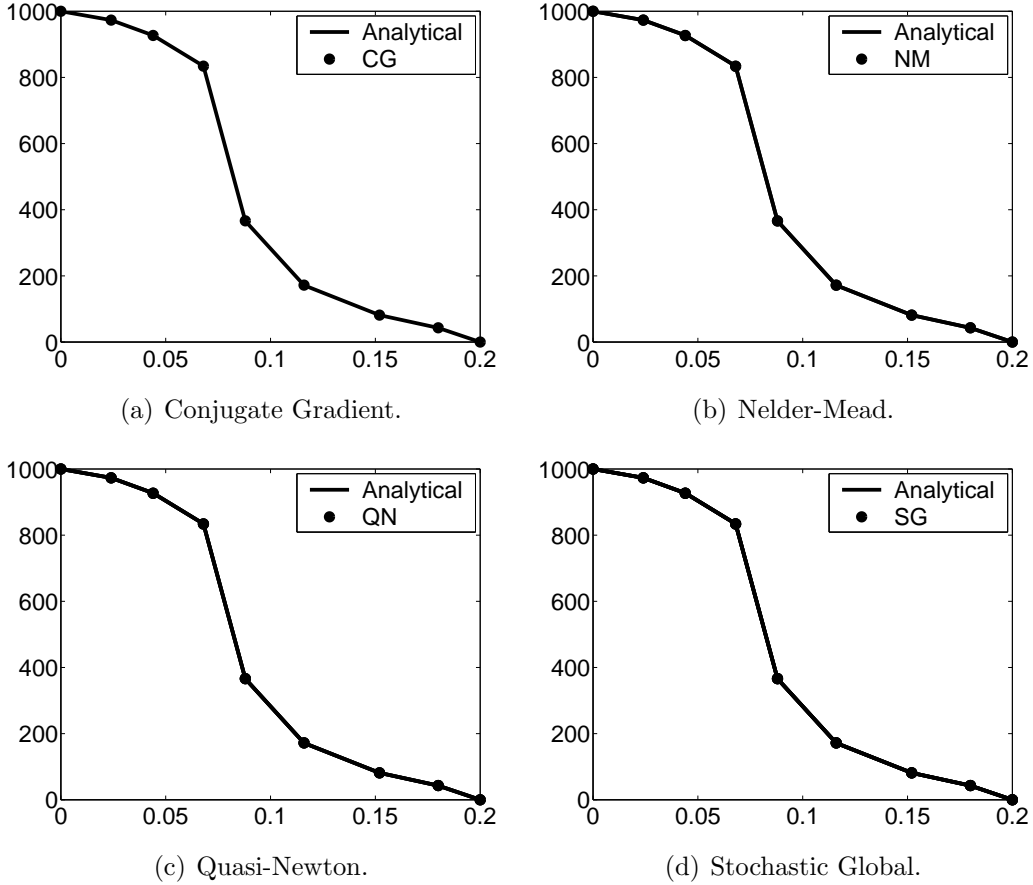 1000
800
600
400
200
0
0 0.05 0.1 0.15 0.2
Analytical
CG
(a) Conjugate Gradient.
1000
800
600
400
200
0
0 0.05 0.1 0.15 0.2
Analytical
NM
(b) Nelder-Mead.
1000
800
600
400
200
0
0 0.05 0.1 0.15 0.2
Analytical
QN
(c) Quasi-Newton.
1000
800
600
400
200
0
0 0.05 0.1 0.15 0.2
Analytical
SG
(d) Stochastic Global.